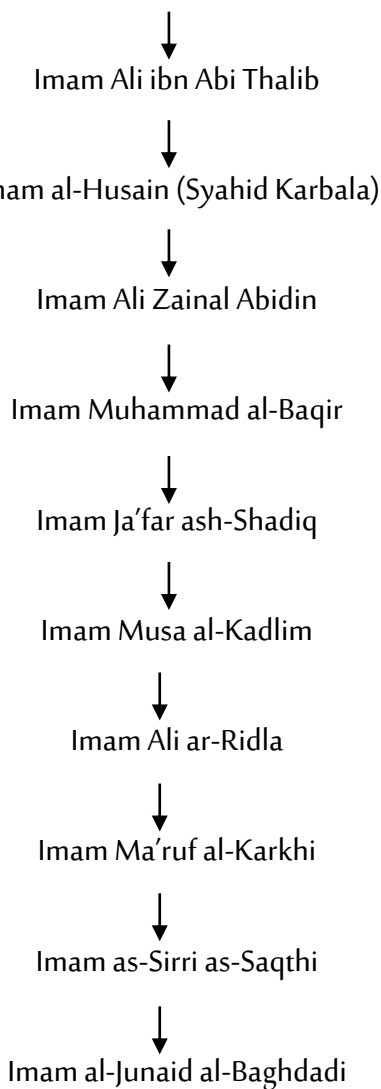 Imam Ali ibn Abi Thalib
mam al-Husain (Syahid Karbala)
Imam Ali Zainal Abidin
Imam Muhammad al-Baqir
Imam Ja’far ash-Shadiq
Imam Musa al-Kadlim
Imam Ali ar-Ridla
Imam Ma’ruf al-Karkhi
Imam as-Sirri as-Saqthi
Imam al-Junaid al-Baghdadi